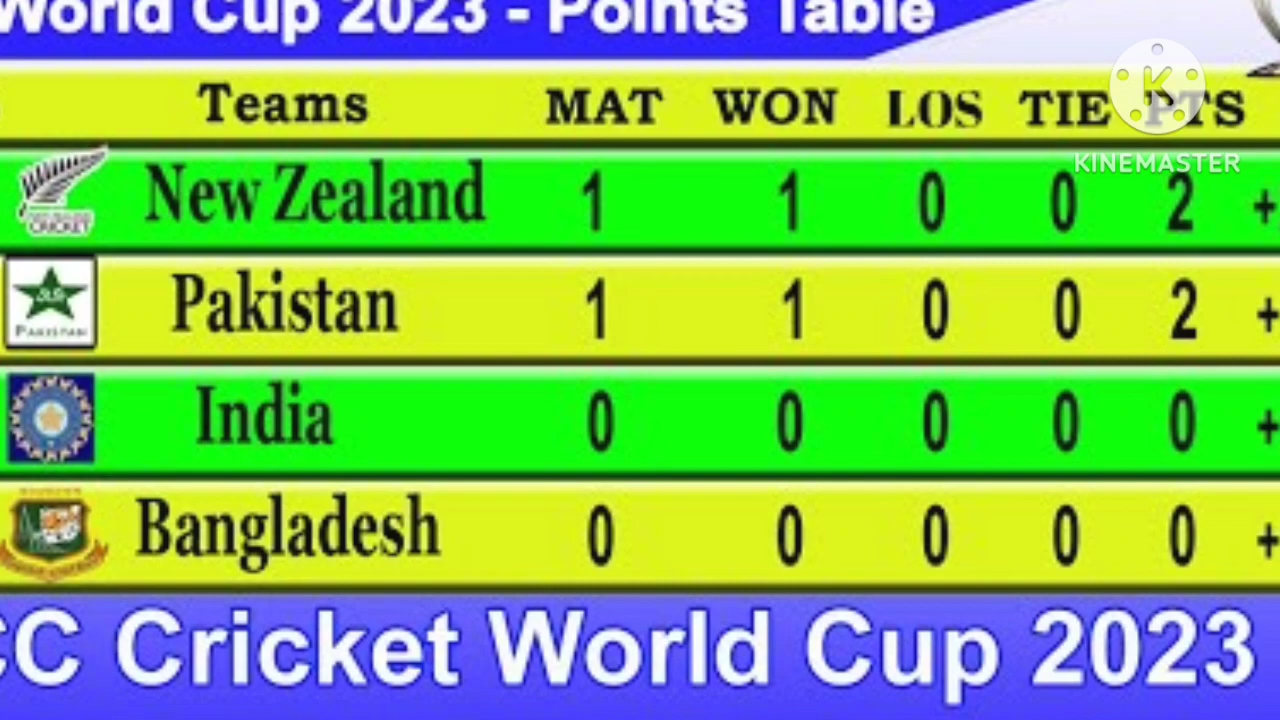 World Cup 2023 - Points Table
Teams MAT WON LOS TIE PTS
K
KINEMASTER
New Zealand 1 1 0 0 2 +
CRICKET
Pakistan 1 1 0 0 2 +
PAKISTAN
India 0 0 0 0 0 +
Bangladesh 0 0 0 0 0 +
CC Cricket World Cup 2023